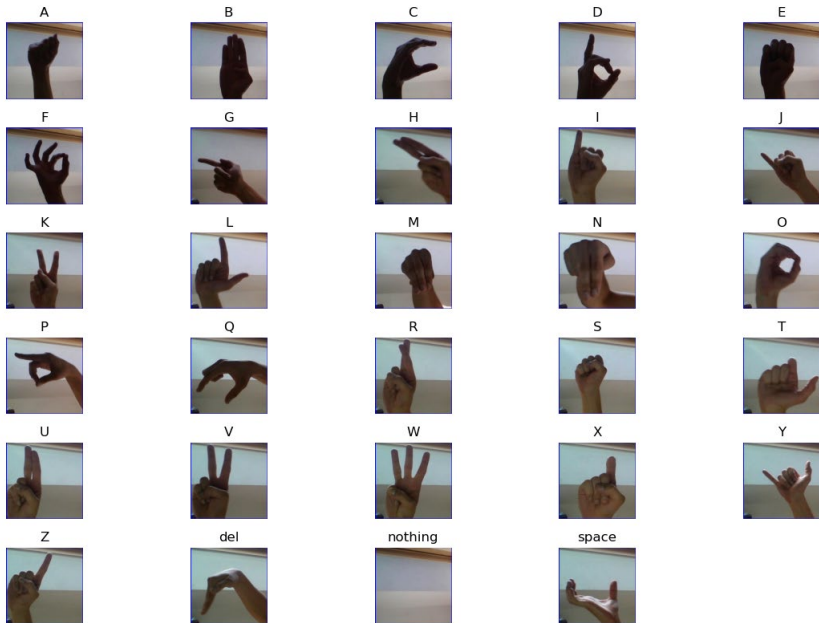 A B C D E
F G H I J
K L M N O
P Q R S T
U V W X Y
Z del nothing space